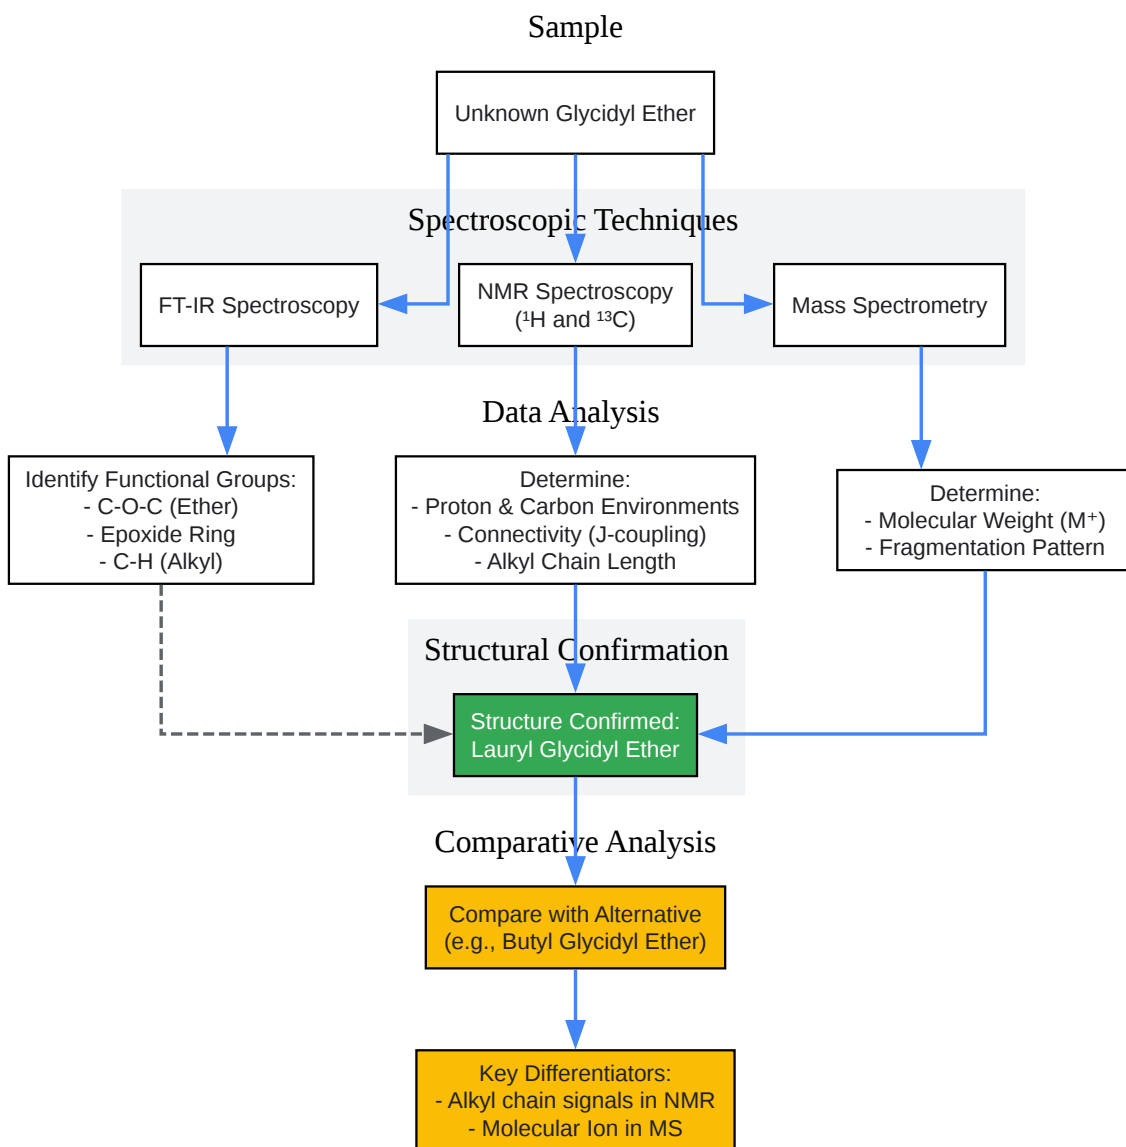 Sample
Unknown Glycidyl Ether
Spectroscopic Techniques
FT-IR Spectroscopy
NMR Spectroscopy
(¹H and ¹³C)
Mass Spectrometry
Data Analysis
Identify Functional Groups:
- C-O-C (Ether)
- Epoxide Ring
- C-H (Alkyl)
Determine:
- Proton & Carbon Environments
- Connectivity (J-coupling)
- Alkyl Chain Length
Determine:
- Molecular Weight (M⁺)
- Fragmentation Pattern
Structural Confirmation
Structure Confirmed:
Lauryl Glycidyl Ether
Comparative Analysis
Compare with Alternative
(e.g., Butyl Glycidyl Ether)
Key Differentiators:
- Alkyl chain signals in NMR
- Molecular Ion in MS